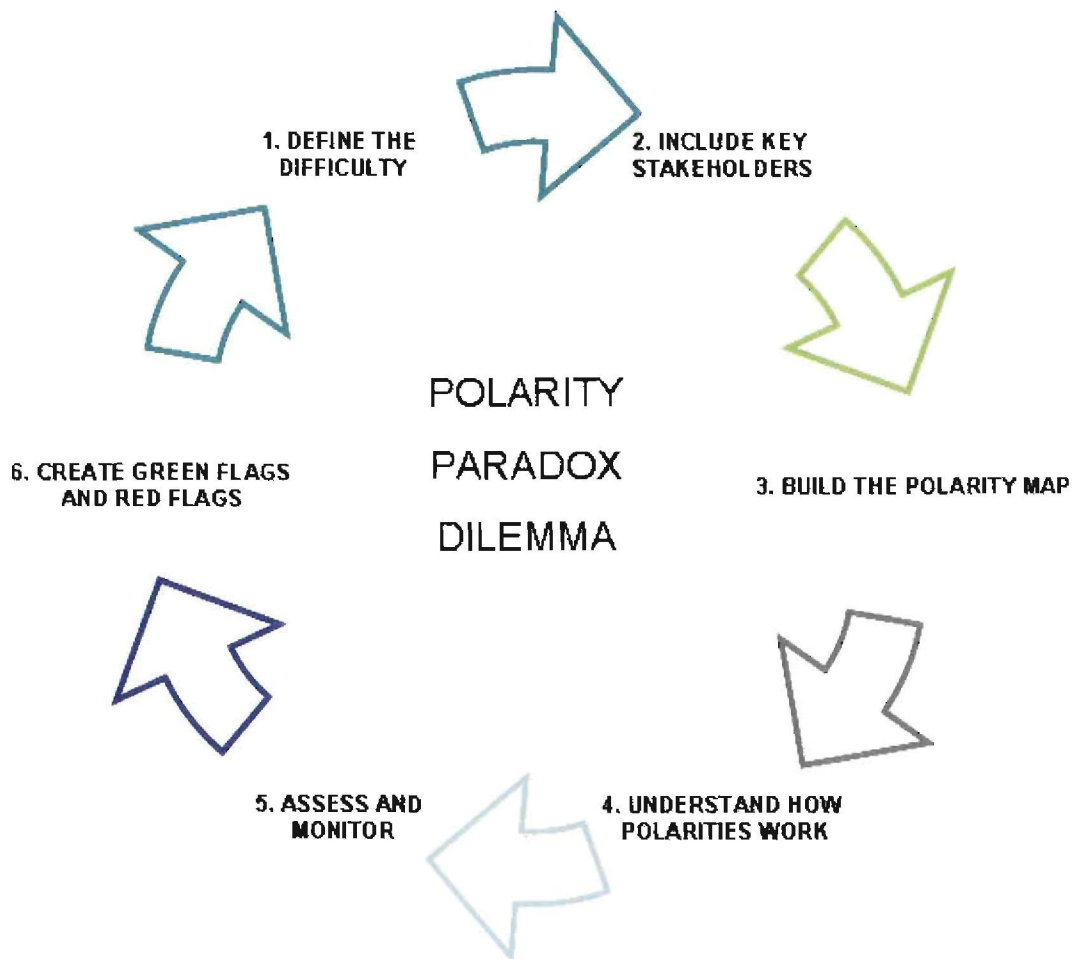 1. DEFINE THE
DIFFICULTY
2. INCLUDE KEY
STAKEHOLDERS
3. BUILD THE POLARITY MAP
4. UNDERSTAND HOW
POLARITIES WORK
5. ASSESS AND
MONITOR
6. CREATE GREEN FLAGS
AND RED FLAGS
POLARITY
PARADOX
DILEMMA